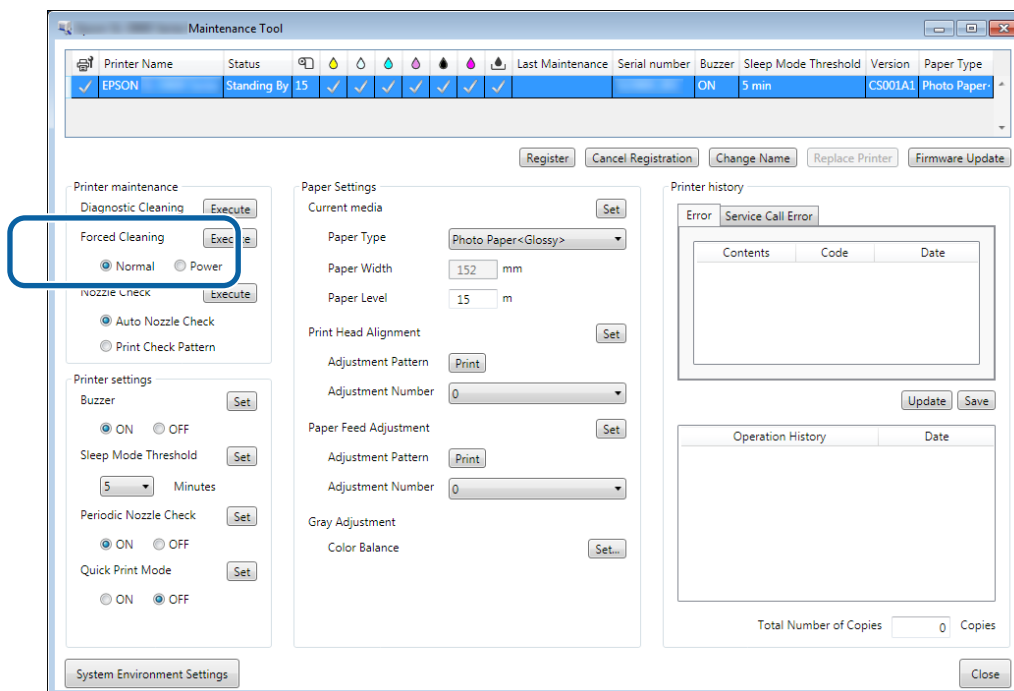 Maintenance Tool
Printer Name Status Last Maintenance Serial number Buzzer Sleep Mode Threshold Version Paper Type
EPSON Standing By 15 ON 5 min CS001A1 Photo Paper
Register Cancel Registration Change Name Replace Printer Firmware Update
Printer maintenance
Diagnostic Cleaning Execute
Forced Cleaning Execute
Normal Power
Nozzle Check Execute
Auto Nozzle Check
Print Check Pattern
Printer settings
Buzzer Set
ON OFF
Sleep Mode Threshold Set
5 Minutes
Periodic Nozzle Check Set
ON OFF
Quick Print Mode Set
ON OFF
Paper Settings
Current media Set
Paper Type Photo Paper<Glossy>
Paper Width 152 mm
Paper Level 15 m
Print Head Alignment Set
Adjustment Pattern Print
Adjustment Number 0
Paper Feed Adjustment Set
Adjustment Pattern Print
Adjustment Number 0
Gray Adjustment
Color Balance Set...
Printer history
Error Service Call Error
Contents Code Date
Update Save
Operation History Date
Total Number of Copies 0 Copies
System Environment Settings Close